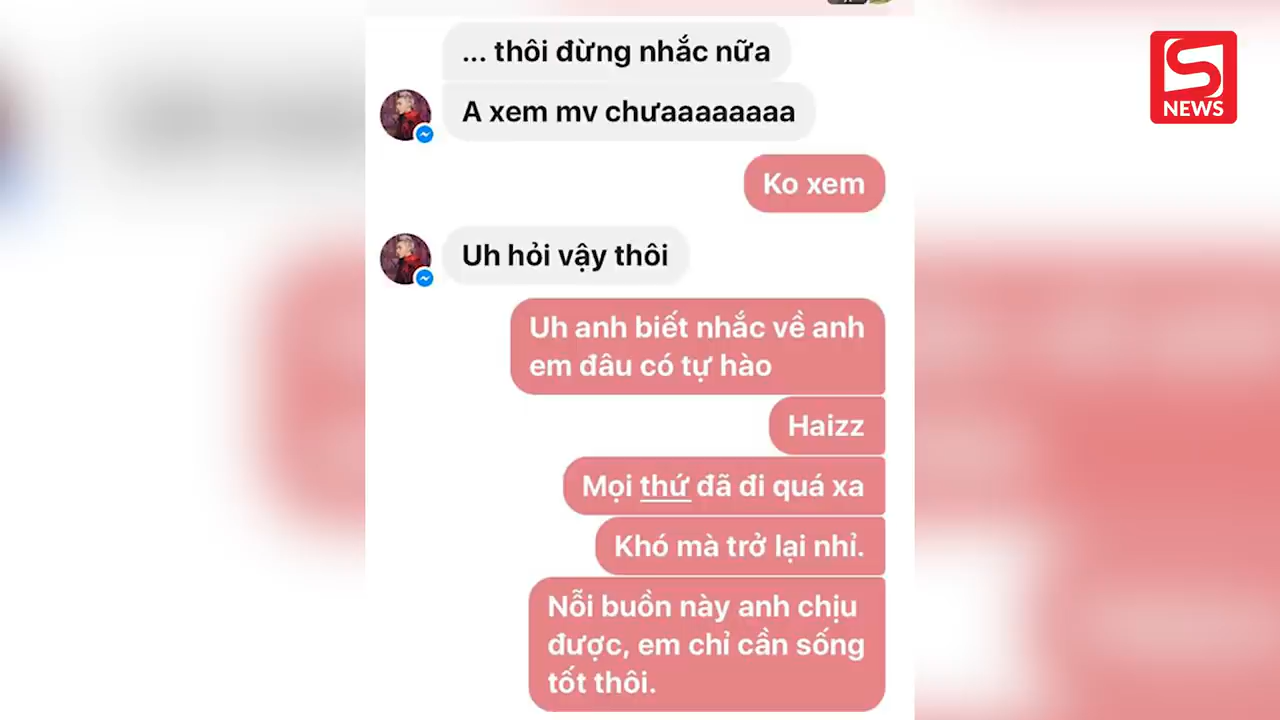 ... thôi đừng nhắc nữa
A xem mv chưaaaaaaaa
Ko xem
Uh hỏi vậy thôi
Uh anh biết nhắc về anh
em đâu có tự hào
Haizz
Mọi thứ đã đi quá xa
Khó mà trở lại nhỉ.
Nỗi buồn này anh chịu
được, em chỉ cần sống
tốt thôi.
S
NEWS